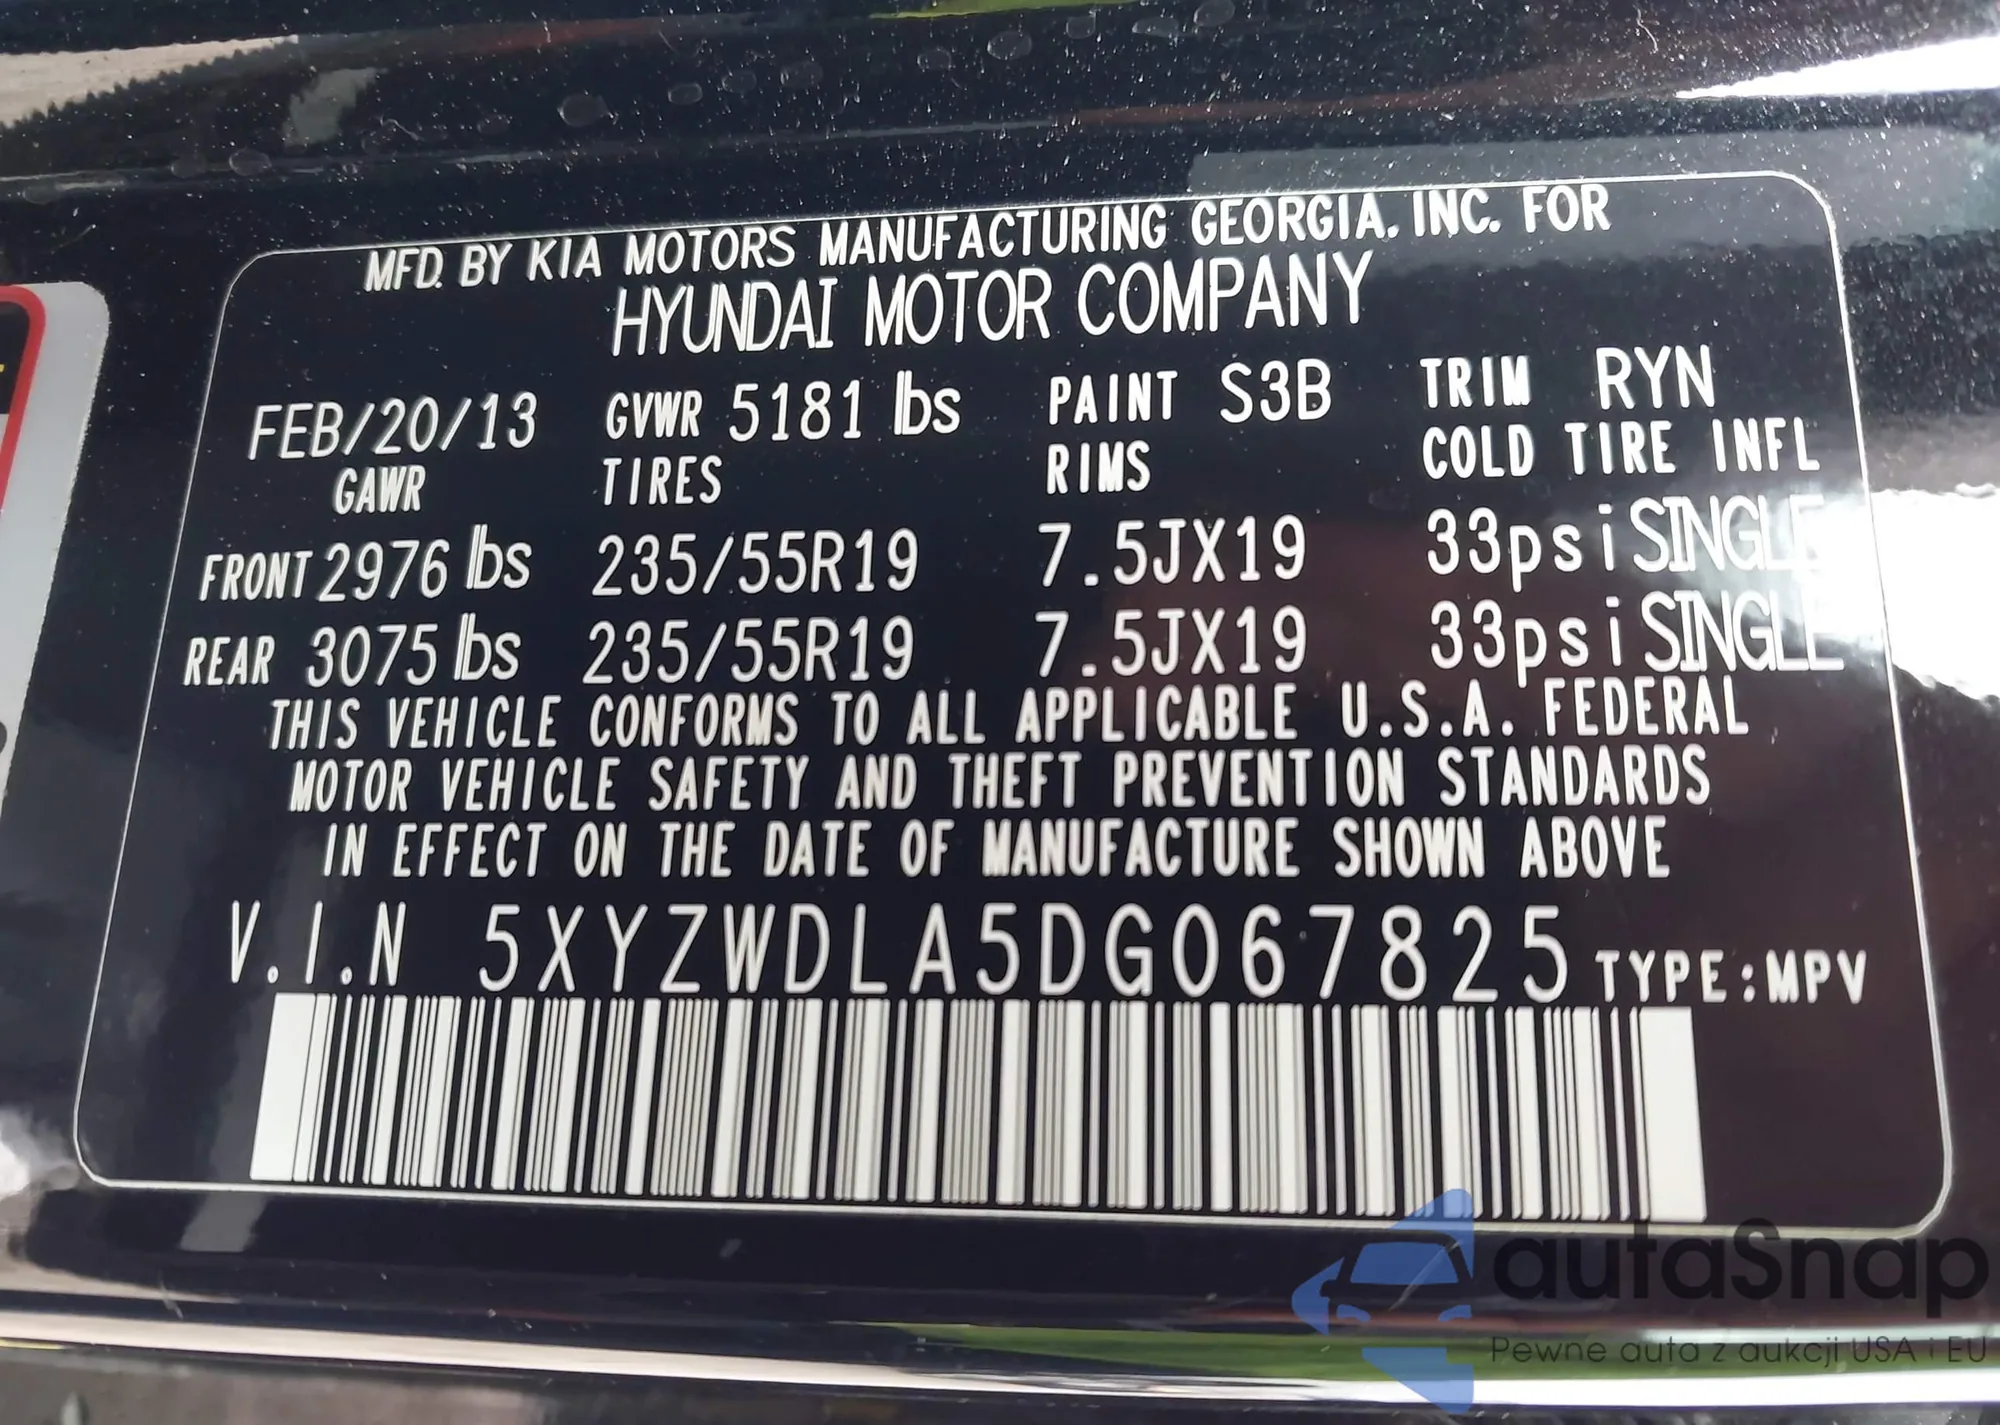 MFD. BY KIA MOTORS MANUFACTURING GEORGIA. INC. FOR
HYUNDAI MOTOR COMPANY
FEB/20/13 GVWR 5181 lbs PAINT S3B TRIM RYN
GAWR TIRES RIMS COLD TIRE INFL
FRONT 2976 lbs 235/55R19 7.5JX19 33psi SINGLE
REAR 3075 lbs 235/55R19 7.5JX19 33psi SINGLE
THIS VEHICLE CONFORMS TO ALL APPLICABLE U.S.A. FEDERAL
MOTOR VEHICLE SAFETY AND THEFT PREVENTION STANDARDS
IN EFFECT ON THE DATE OF MANUFACTURE SHOWN ABOVE
V.I.N 5XYZWDLA5DG067825 TYPE:MPV
autaSnap
Pewne auta z aukcji USA i EU